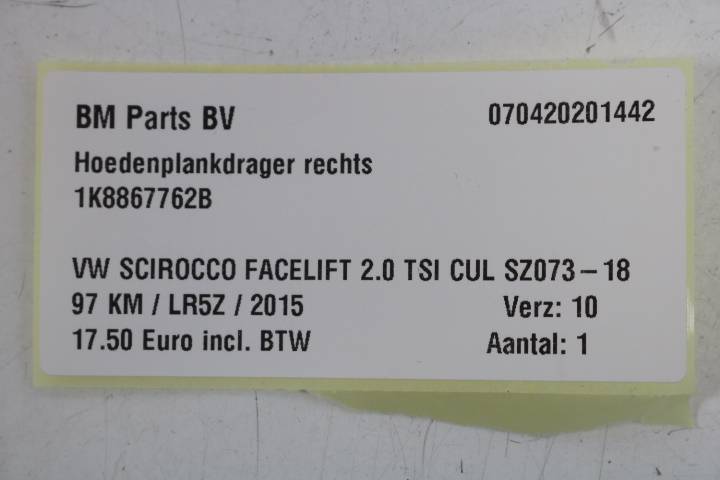 BM Parts BV 070420201442
Hoedenplankdrager rechts
1K8867762B
VW SCIROCCO FACELIFT 2.0 TSI CUL SZ073-18
97 KM / LR5Z / 2015 Verz: 10
17.50 Euro incl. BTW Aantal: 1